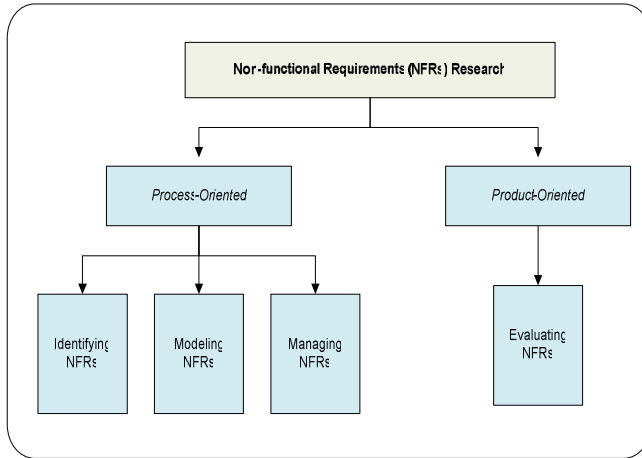 Non-functional Requirements (NFRs) Research
Process-Oriented
Product-Oriented
Identifying
NFRs
Modeling
NFRs
Managing
NFRs
Evaluating
NFRs